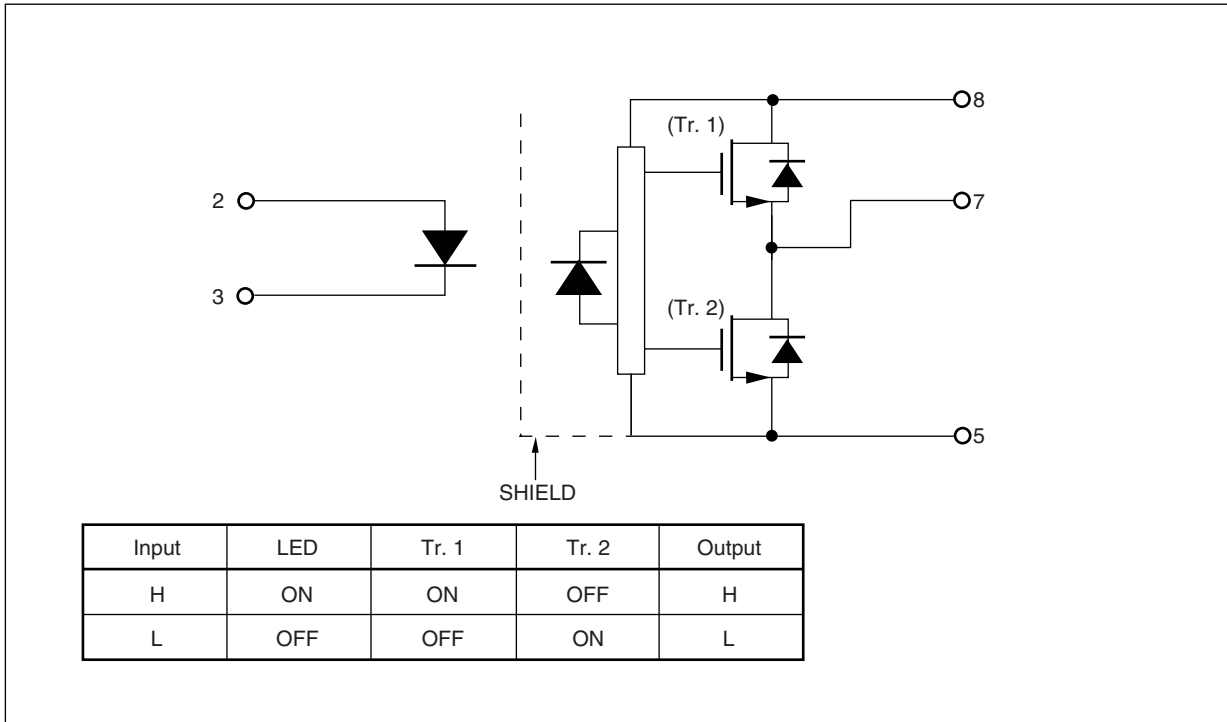 8
(Tr. 1)
2
7
3
(Tr. 2)
5
SHIELD
Input LED Tr. 1 Tr. 2 Output
H ON ON OFF H
L OFF OFF ON L